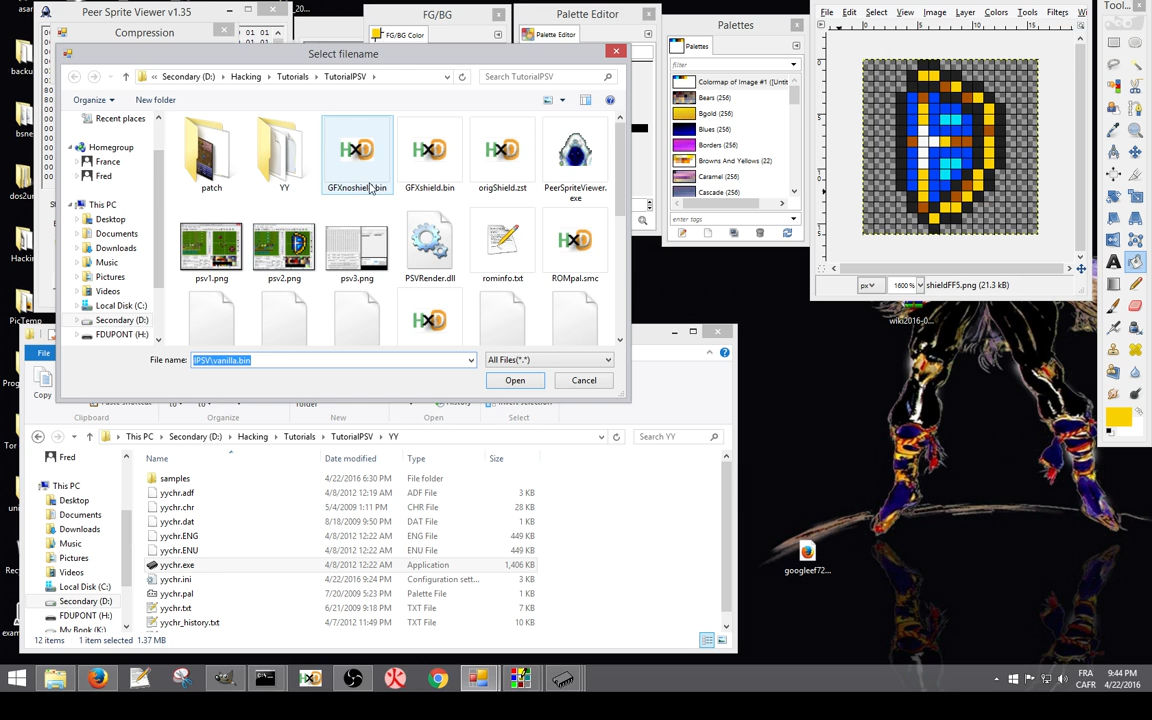 Peer Sprite Viewer v1.35
Compression
Select filename
FG/BG
FG/BG Color
Palette Editor
Palette Editor
Palettes
Palettes
filter
Colormap of Image #1 (Untit
Bears (256)
Bgold (256)
Blues (256)
Borders (256)
Browns And Yellows (22)
Caramel (256)
Cascade (256)
enter tags
File Edit Select View Image Layer Colors Tools Filters Wi
px 1600 % shieldFF5.png (21.3 kB)
Tool...
Secondary (D:) Hacking Tutorials TutorialPSV
Search TutorialPSV
Organize New folder
Recent places
Homegroup
France
Fred
This PC
Desktop
Documents
Downloads
Music
Pictures
Videos
Local Disk (C:)
Secondary (D:)
FDUPONT (H:)
patch YY GFXnoshield.bin GFXshield.bin origShield.zst PeerSpriteViewer.exe
psv1.png psv2.png psv3.png PSVRender.dll rominfo.txt ROMpal.smc
File name: IPSV\vanilla.bin All Files(*.*)
Open Cancel
File
Copy
Clipboard Organize New Open Select
This PC Secondary (D:) Hacking Tutorials TutorialPSV YY
Search YY
Fred
This PC
Desktop
Documents
Downloads
Music
Pictures
Videos
Local Disk (C:)
Secondary (D:)
FDUPONT (H:)
My Book (K:)
Name Date modified Type Size
samples 4/22/2016 6:30 PM File folder
yychr.adf 4/8/2012 12:19 AM ADF File 3 KB
yychr.chr 5/4/2009 1:11 PM CHR File 28 KB
yychr.dat 8/18/2009 9:50 PM DAT File 1 KB
yychr.ENG 4/8/2012 12:22 AM ENG File 449 KB
yychr.ENU 4/8/2012 12:22 AM ENU File 449 KB
yychr.exe 4/8/2012 12:22 AM Application 1,406 KB
yychr.ini 4/22/2016 9:24 PM Configuration sett... 3 KB
yychr.pal 7/20/2009 5:23 PM Palette File 1 KB
yychr.txt 6/21/2009 9:18 PM TXT File 7 KB
yychr_history.txt 4/7/2012 11:49 PM TXT File 10 KB
12 items 1 item selected 1.37 MB
wiki2016-0...
googleef72...
FRA
CAFR
9:44 PM
4/22/2016